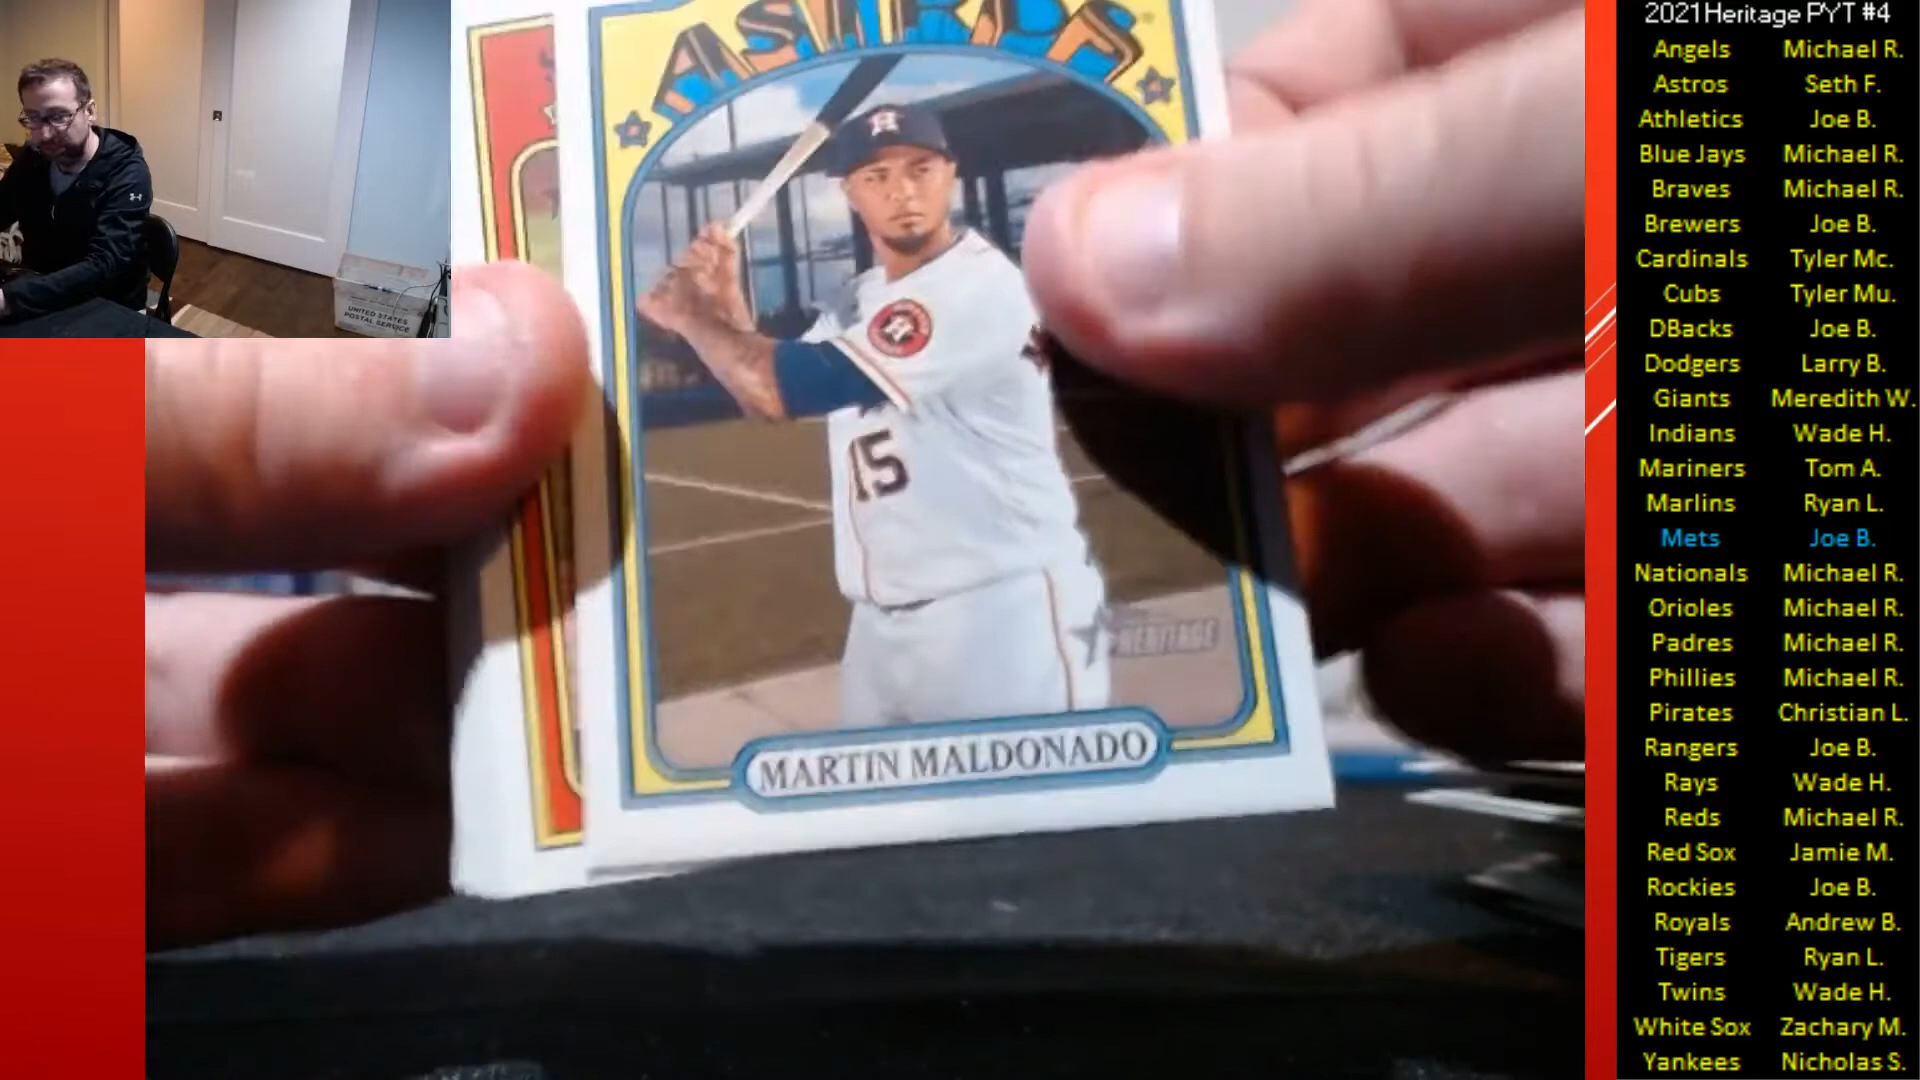 ASTROS
H
15
HERITAGE
MARTIN MALDONADO
UNITED STATES
POSTAL SERVICE
2021 Heritage PYT #4
Angels Michael R.
Astros Seth F.
Athletics Joe B.
Blue Jays Michael R.
Braves Michael R.
Brewers Joe B.
Cardinals Tyler Mc.
Cubs Tyler Mu.
DBacks Joe B.
Dodgers Larry B.
Giants Meredith W.
Indians Wade H.
Mariners Tom A.
Marlins Ryan L.
Mets Joe B.
Nationals Michael R.
Orioles Michael R.
Padres Michael R.
Phillies Michael R.
Pirates Christian L.
Rangers Joe B.
Rays Wade H.
Reds Michael R.
Red Sox Jamie M.
Rockies Joe B.
Royals Andrew B.
Tigers Ryan L.
Twins Wade H.
White Sox Zachary M.
Yankees Nicholas S.